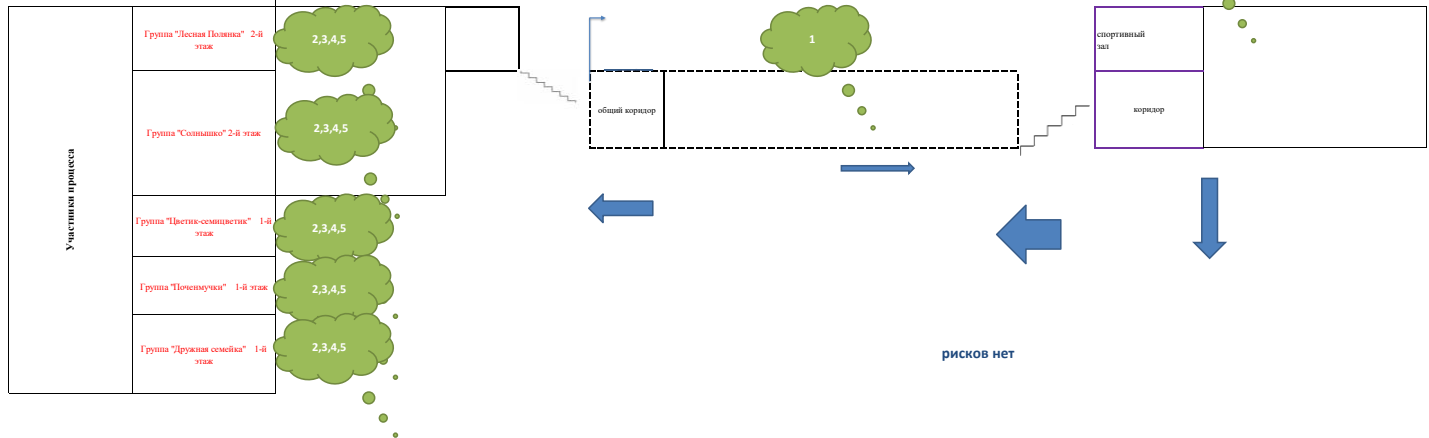 Участники процесса
Группа "Лесная Полянка" 2-й
этаж
2,3,4,5
1
спортивный
зал
Группа "Солнышко" 2-й этаж
2,3,4,5
общий коридор
коридор
Группа "Цветик-семицветик" 1-й
этаж
2,3,4,5
Группа "Поченмучки" 1-й этаж
2,3,4,5
Группа "Дружная семейка" 1-й
этаж
2,3,4,5
рисков нет